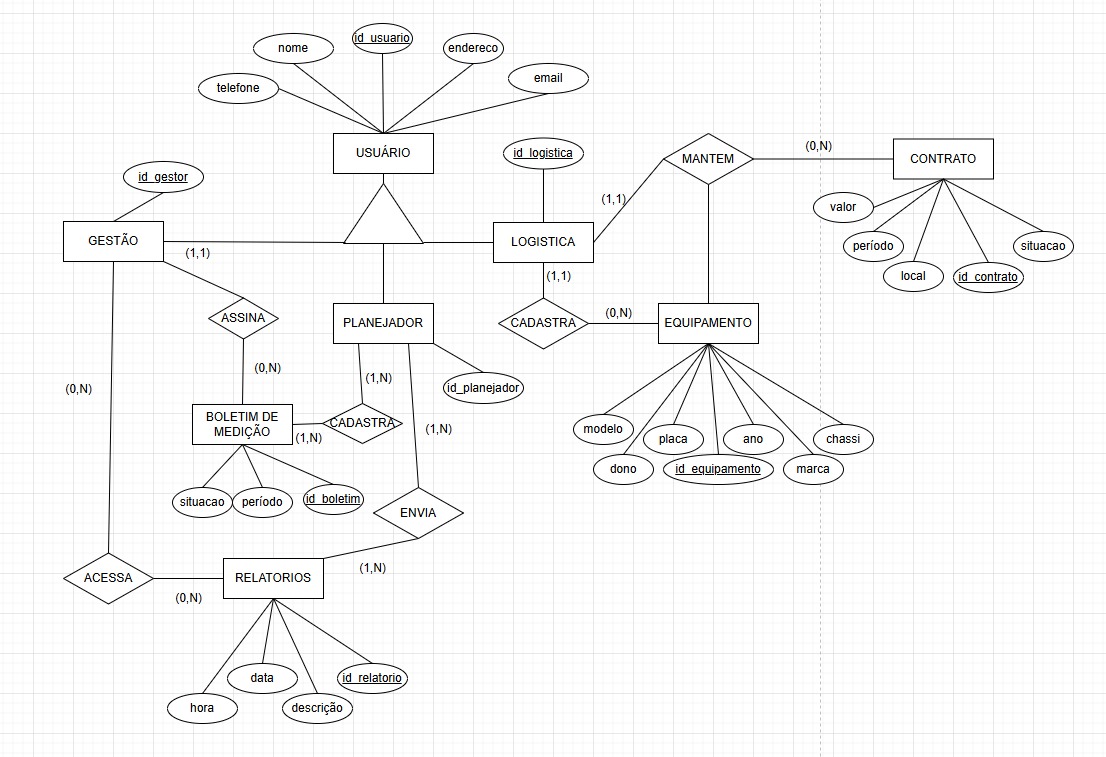 id_usuario
nome
endereco
telefone
email
USUÁRIO
id_logistica
MANTEM
(0,N)
CONTRATO
id_gestor
(1,1)
valor
GESTÃO
LOGISTICA
período
situacao
(1,1)
(1,1)
local
id_contrato
ASSINA
PLANEJADOR
CADASTRA
(0,N)
EQUIPAMENTO
(0,N)
(0,N)
(1,N)
id_planejador
BOLETIM DE
MEDIÇÃO
(1,N)
CADASTRA
(1,N)
modelo
placa
ano
chassi
dono
id_equipamento
marca
situacao
período
id_boletim
ENVIA
(1,N)
ACESSA
(0,N)
RELATORIOS
data
id_relatorio
hora
descrição